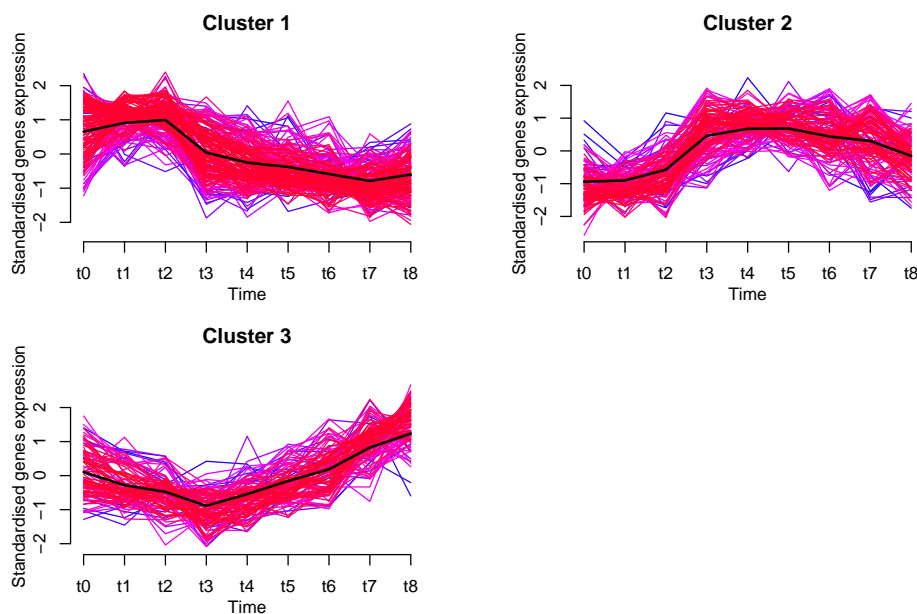 Cluster 1
Standardised genes expression
2
1
0
−1
−2
t0 t1 t2 t3 t4 t5 t6 t7 t8
Time
Cluster 2
Standardised genes expression
2
1
0
−1
−2
t0 t1 t2 t3 t4 t5 t6 t7 t8
Time
Cluster 3
Standardised genes expression
2
1
0
−1
−2
t0 t1 t2 t3 t4 t5 t6 t7 t8
Time